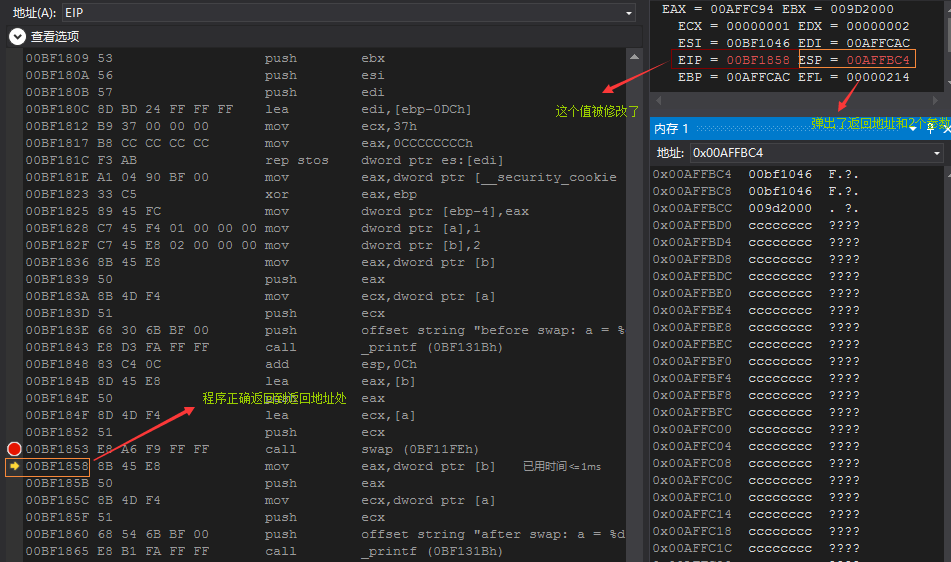 地址(A): EIP
查看选项
00BF1809 53 push ebx
00BF180A 56 push esi
00BF180B 57 push edi
00BF180C 8D BD 24 FF FF FF lea edi,[ebp-0DCh]
00BF1812 B9 37 00 00 00 mov ecx,37h
00BF1817 B8 CC CC CC CC mov eax,0CCCCCCCCh
00BF181C F3 AB rep stos dword ptr es:[edi]
00BF181E A1 04 90 BF 00 mov eax,dword ptr [__security_cookie
00BF1823 33 C5 xor eax,ebp
00BF1825 89 45 FC mov dword ptr [ebp-4],eax
00BF1828 C7 45 F4 01 00 00 00 mov dword ptr [a],1
00BF182F C7 45 E8 02 00 00 00 mov dword ptr [b],2
00BF1836 8B 45 E8 mov eax,dword ptr [b]
00BF1839 50 push eax
00BF183A 8B 4D F4 mov ecx,dword ptr [a]
00BF183D 51 push ecx
00BF183E 68 30 6B BF 00 push offset string "before swap: a = %
00BF1843 E8 D3 FA FF FF call _printf (0BF131Bh)
00BF1848 83 C4 0C add esp,0Ch
00BF184B 8D 45 E8 lea eax,[b]
00BF184E 50 eax
程序正确返回到返回地址处
00BF184F 8D 4D F4 lea ecx,[a]
00BF1852 51 push ecx
00BF1853 E8 A6 F9 FF FF call swap (0BF11FEh)
00BF1858 8B 45 E8 mov eax,dword ptr [b] 已用时间<=1ms
00BF185B 50 push eax
00BF185C 8B 4D F4 mov ecx,dword ptr [a]
00BF185F 51 push ecx
00BF1860 68 54 6B BF 00 push offset string "after swap: a = %d
00BF1865 E8 B1 FA FF FF call _printf (0BF131Bh)
EAX = 00AFFC94 EBX = 009D2000
ECX = 00000001 EDX = 00000002
ESI = 00BF1046 EDI = 00AFFCAC
EIP = 00BF1858 ESP = 00AFFBC4
EBP = 00AFFCAC EFL = 00000214
这个值被修改了
弹出了返回地址和2个参数
内存 1
地址: 0x00AFFBC4
0x00AFFBC4 00bf1046 F.?.
0x00AFFBC8 00bf1046 F.?.
0x00AFFBCC 009d2000 . ?.
0x00AFFBD0 cccccccc ????
0x00AFFBD4 cccccccc ????
0x00AFFBD8 cccccccc ????
0x00AFFBDC cccccccc ????
0x00AFFBE0 cccccccc ????
0x00AFFBE4 cccccccc ????
0x00AFFBE8 cccccccc ????
0x00AFFBEC cccccccc ????
0x00AFFBF0 cccccccc ????
0x00AFFBF4 cccccccc ????
0x00AFFBF8 cccccccc ????
0x00AFFBFC cccccccc ????
0x00AFFC00 cccccccc ????
0x00AFFC04 cccccccc ????
0x00AFFC08 cccccccc ????
0x00AFFC0C cccccccc ????
0x00AFFC10 cccccccc ????
0x00AFFC14 cccccccc ????
0x00AFFC18 cccccccc ????
0x00AFFC1C cccccccc ????